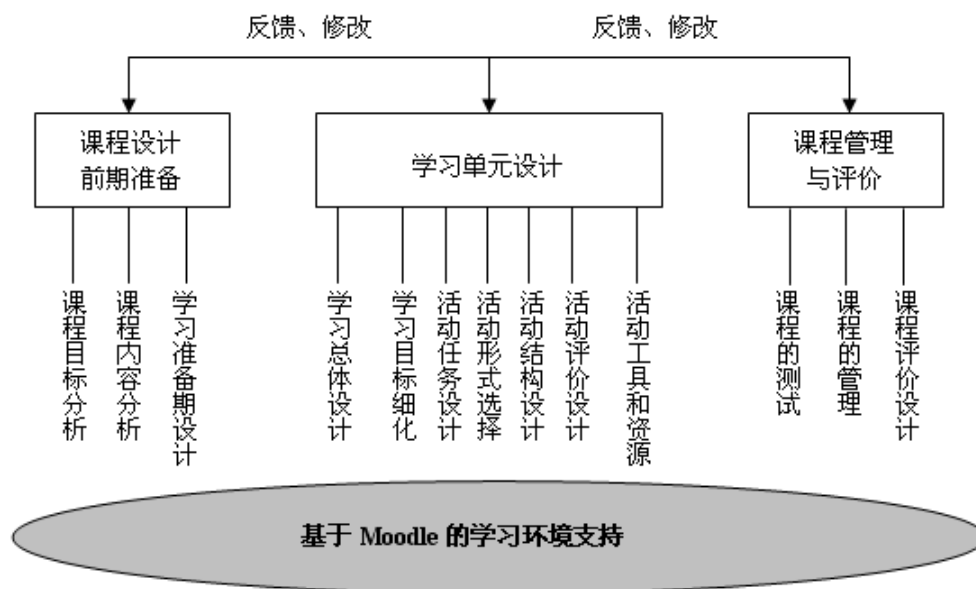 反馈、修改
反馈、修改
课程设计
前期准备
学习单元设计
课程管理
与评价
课程目标分析
课程内容分析
学习准备期设计
学习总体设计
学习目标细化
活动任务设计
活动形式选择
活动结构设计
活动评价设计
活动工具和资源
课程的测试
课程的管理
课程评价设计
基于 Moodle 的学习环境支持